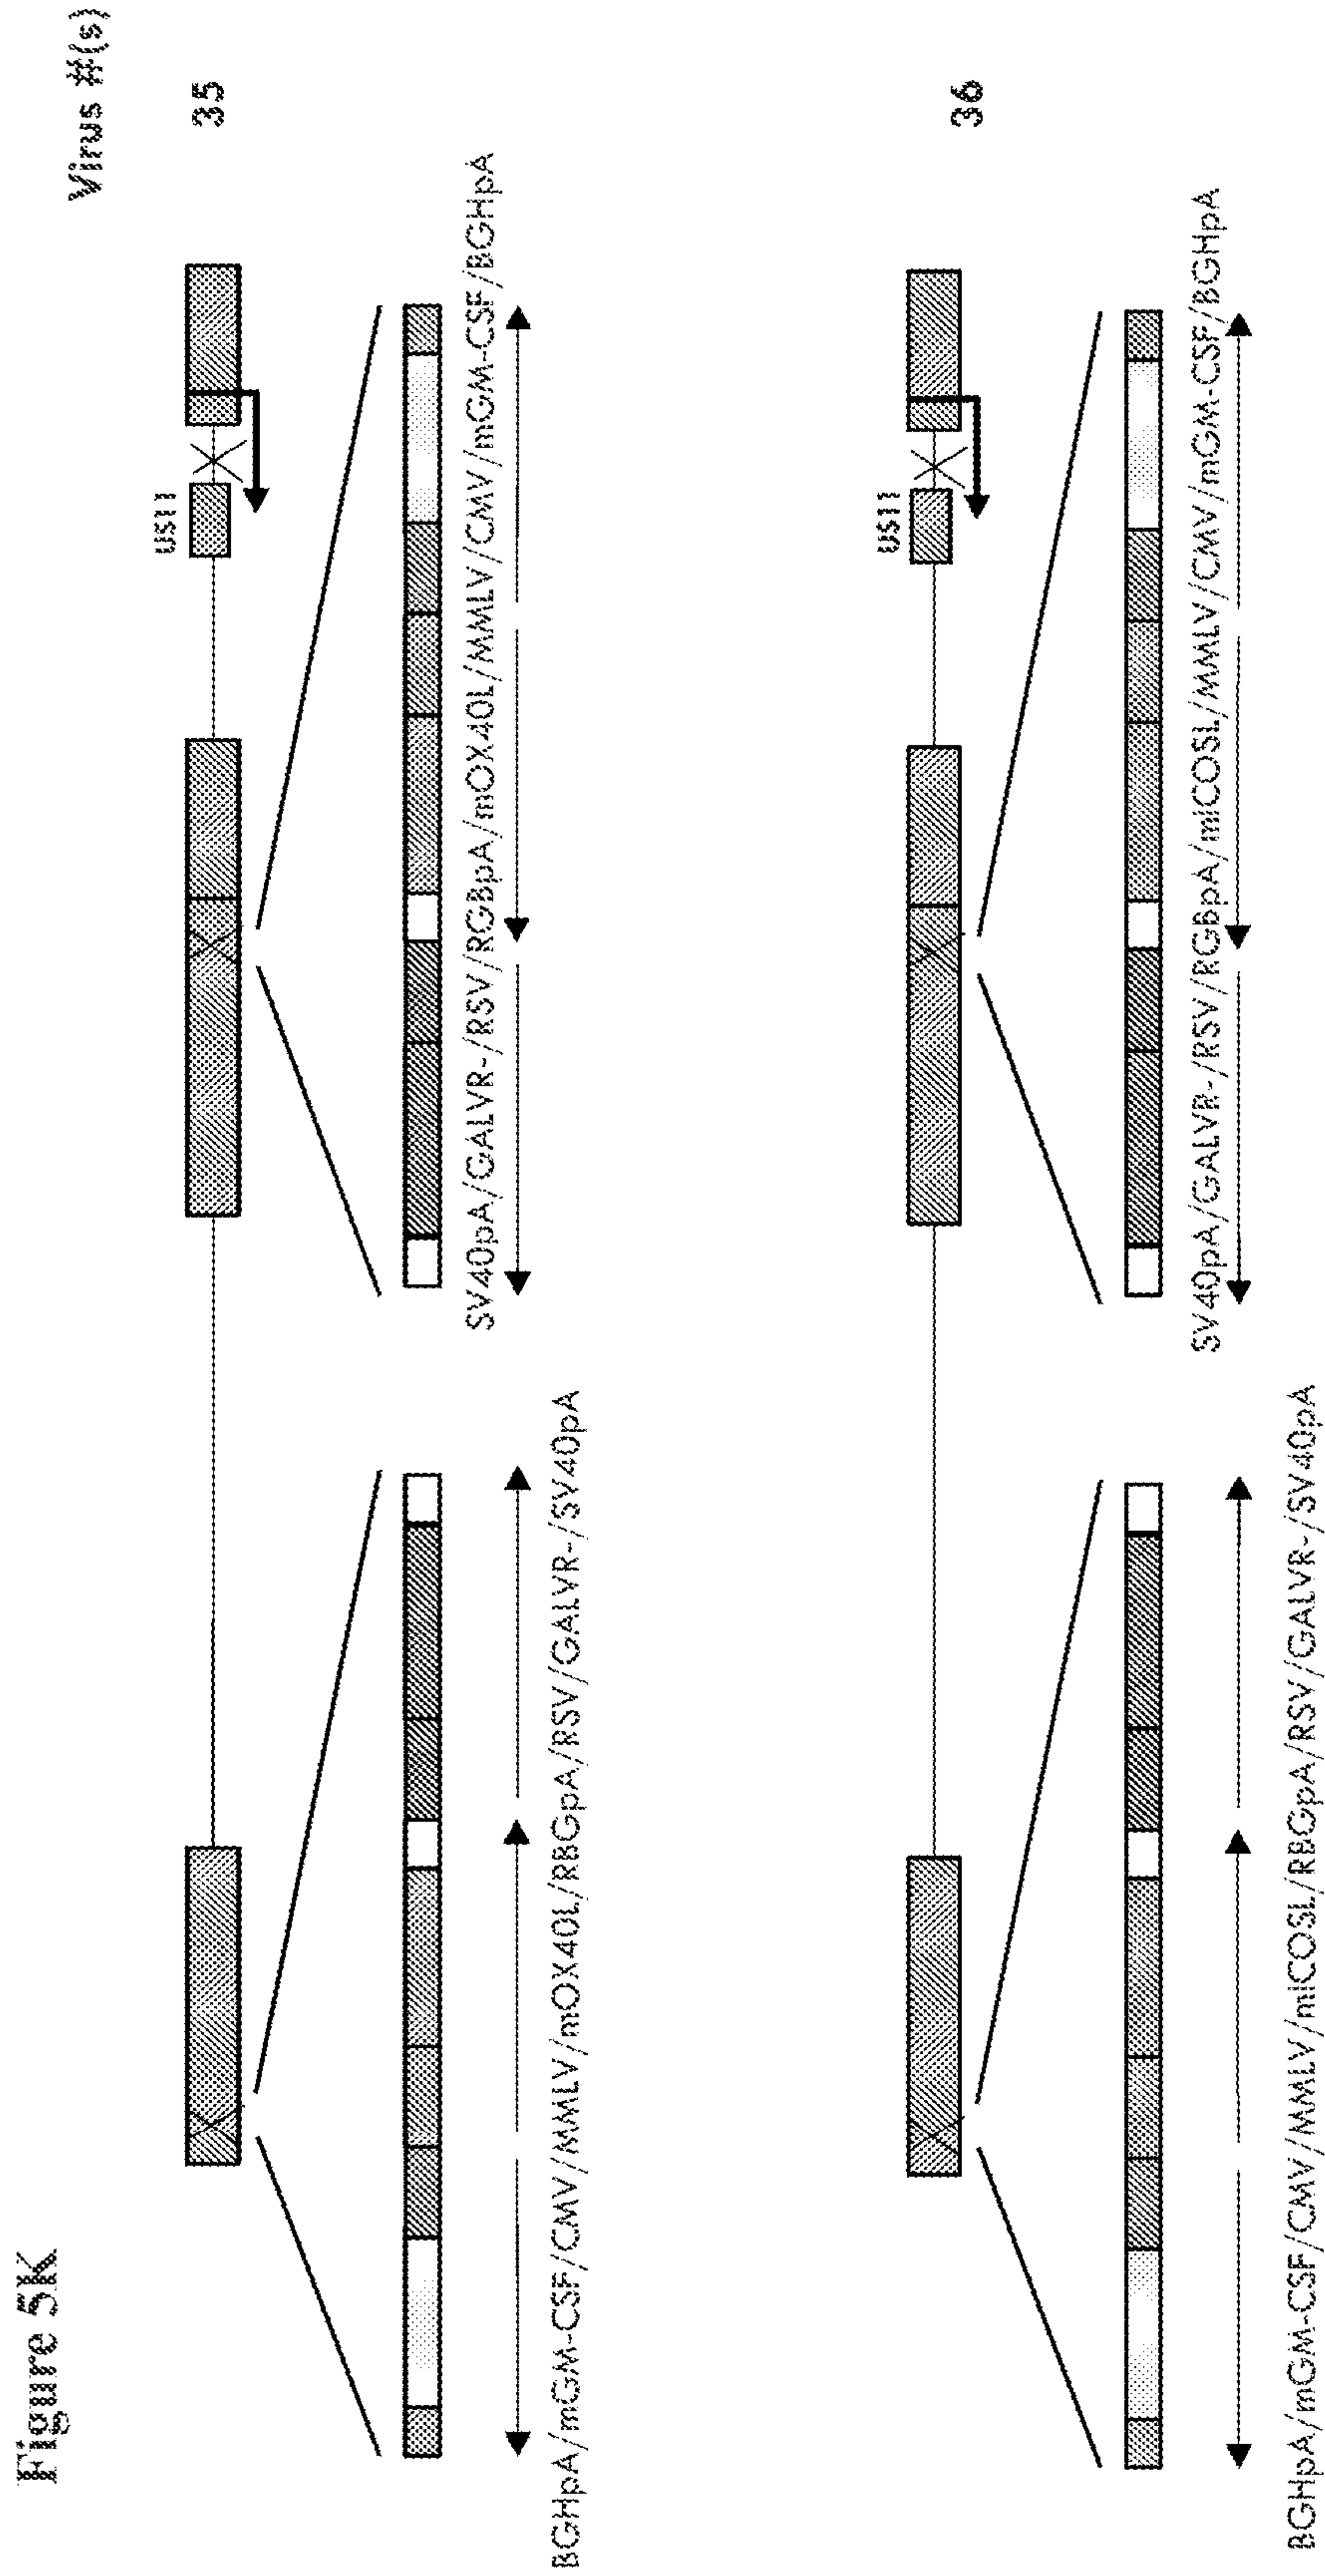 Figure 5K
Virus #(s)
US11
35
SV40pA/GALVR-/RSV/RGBpA/mOX40L/MMLV/CMV/mGM-CSF/BGHpA
BGHpA/mGM-CSF/CMV/MMLV/mOX40L/RBGpA/RSV/GALVR-/SV40pA
US11
36
SV40pA/GALVR-/RSV/RGBpA/mICOSL/MMLV/CMV/mGM-CSF/BGHpA
BGHpA/mGM-CSF/CMV/MMLV/mICOSL/RBGpA/RSV/GALVR-/SV40pA